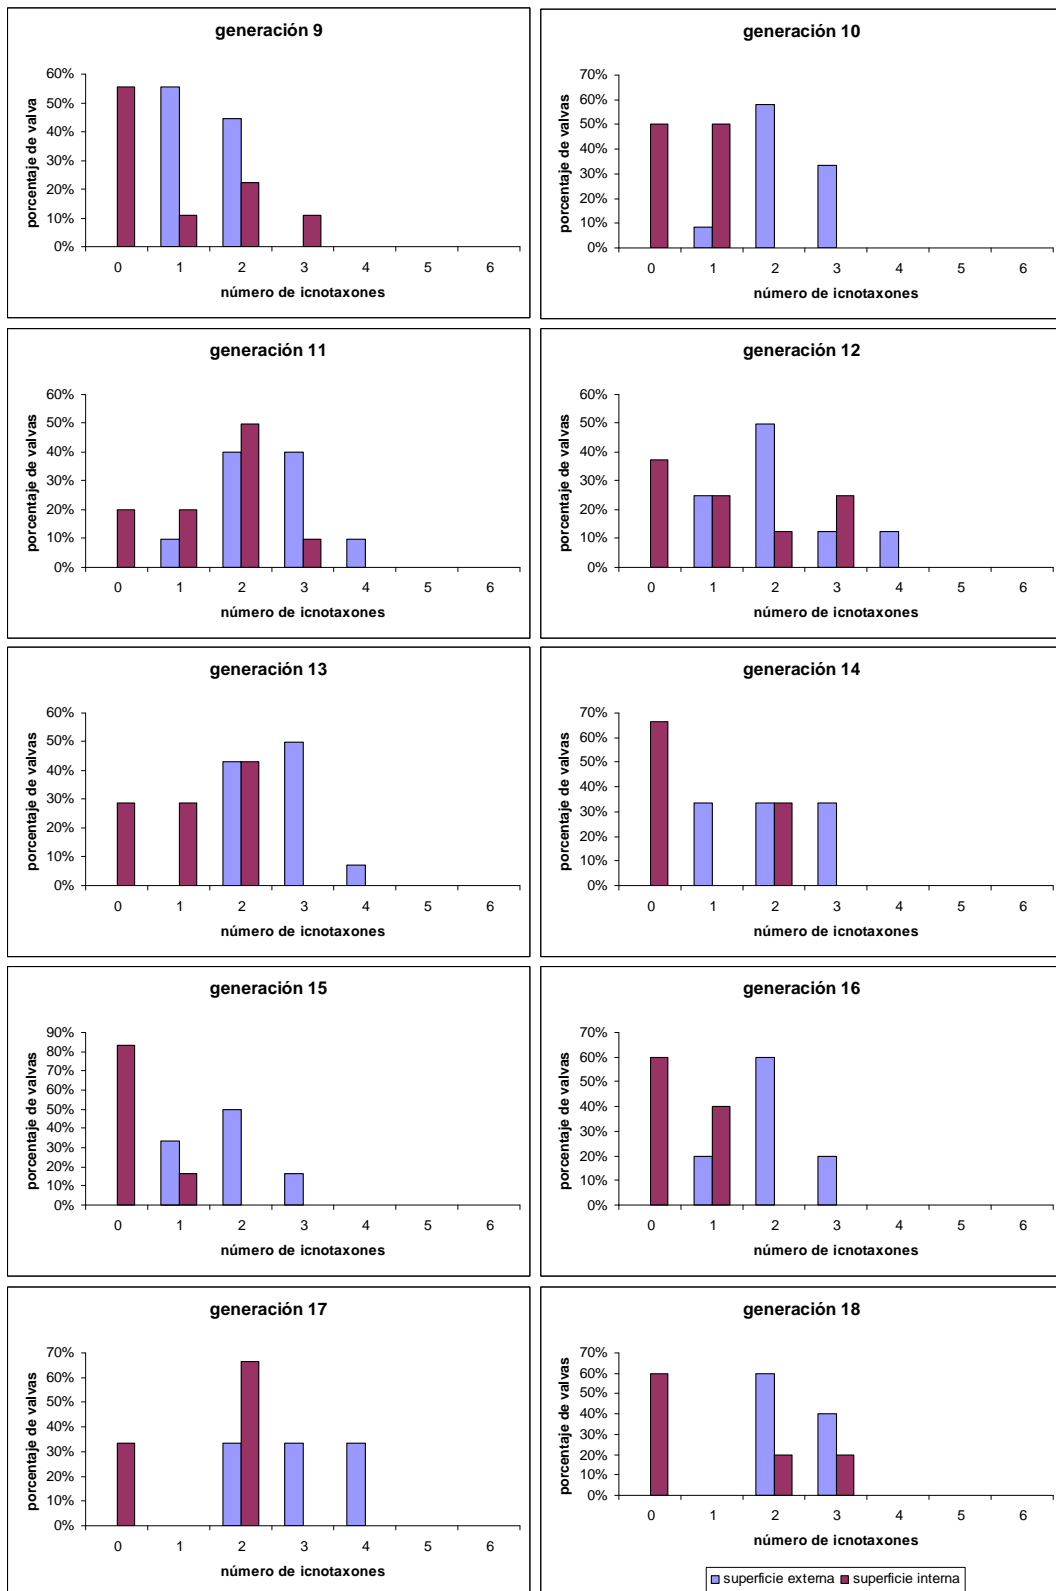 generación 9
60%
50%
40%
30%
20%
10%
0%
porcentaje de valva
0 1 2 3 4 5 6
número de icnotaxones
generación 10
70%
60%
50%
40%
30%
20%
10%
0%
porcentaje de valvas
0 1 2 3 4 5 6
número de icnotaxones
generación 11
60%
50%
40%
30%
20%
10%
0%
porcentaje de valvas
0 1 2 3 4 5 6
número de icnotaxones
generación 12
60%
50%
40%
30%
20%
10%
0%
porcentaje de valvas
0 1 2 3 4 5 6
número de icnotaxones
generación 13
60%
50%
40%
30%
20%
10%
0%
porcentaje de valvas
0 1 2 3 4 5 6
número de icnotaxones
generación 14
70%
60%
50%
40%
30%
20%
10%
0%
porcentaje de valvas
0 1 2 3 4 5 6
número de icnotaxones
generación 15
90%
80%
70%
60%
50%
40%
30%
20%
10%
0%
porcentaje de valvas
0 1 2 3 4 5 6
número de icnotaxones
generación 16
70%
60%
50%
40%
30%
20%
10%
0%
porcentaje de valvas
0 1 2 3 4 5 6
número de icnotaxones
generación 17
70%
60%
50%
40%
30%
20%
10%
0%
porcentaje de valvas
0 1 2 3 4 5 6
número de icnotaxones
generación 18
70%
60%
50%
40%
30%
20%
10%
0%
porcentaje de valvas
0 1 2 3 4 5 6
número de icnotaxones
superficie externa superficie interna